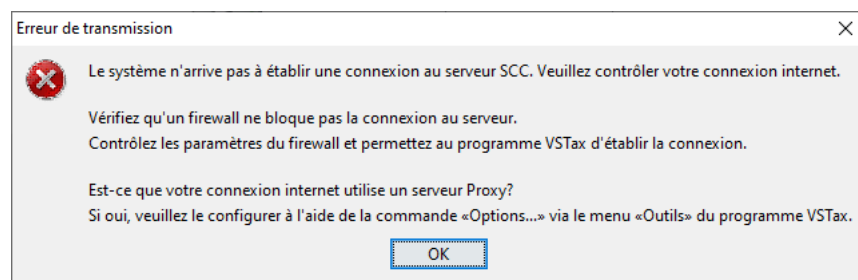 Erreur de transmission
Le système n'arrive pas à établir une connexion au serveur SCC. Veuillez contrôler votre connexion internet.
Vérifiez qu'un firewall ne bloque pas la connexion au serveur.
Contrôlez les paramètres du firewall et permettez au programme VSTax d'établir la connexion.
Est-ce que votre connexion internet utilise un serveur Proxy?
Si oui, veuillez le configurer à l'aide de la commande «Options...» via le menu «Outils» du programme VSTax.
OK